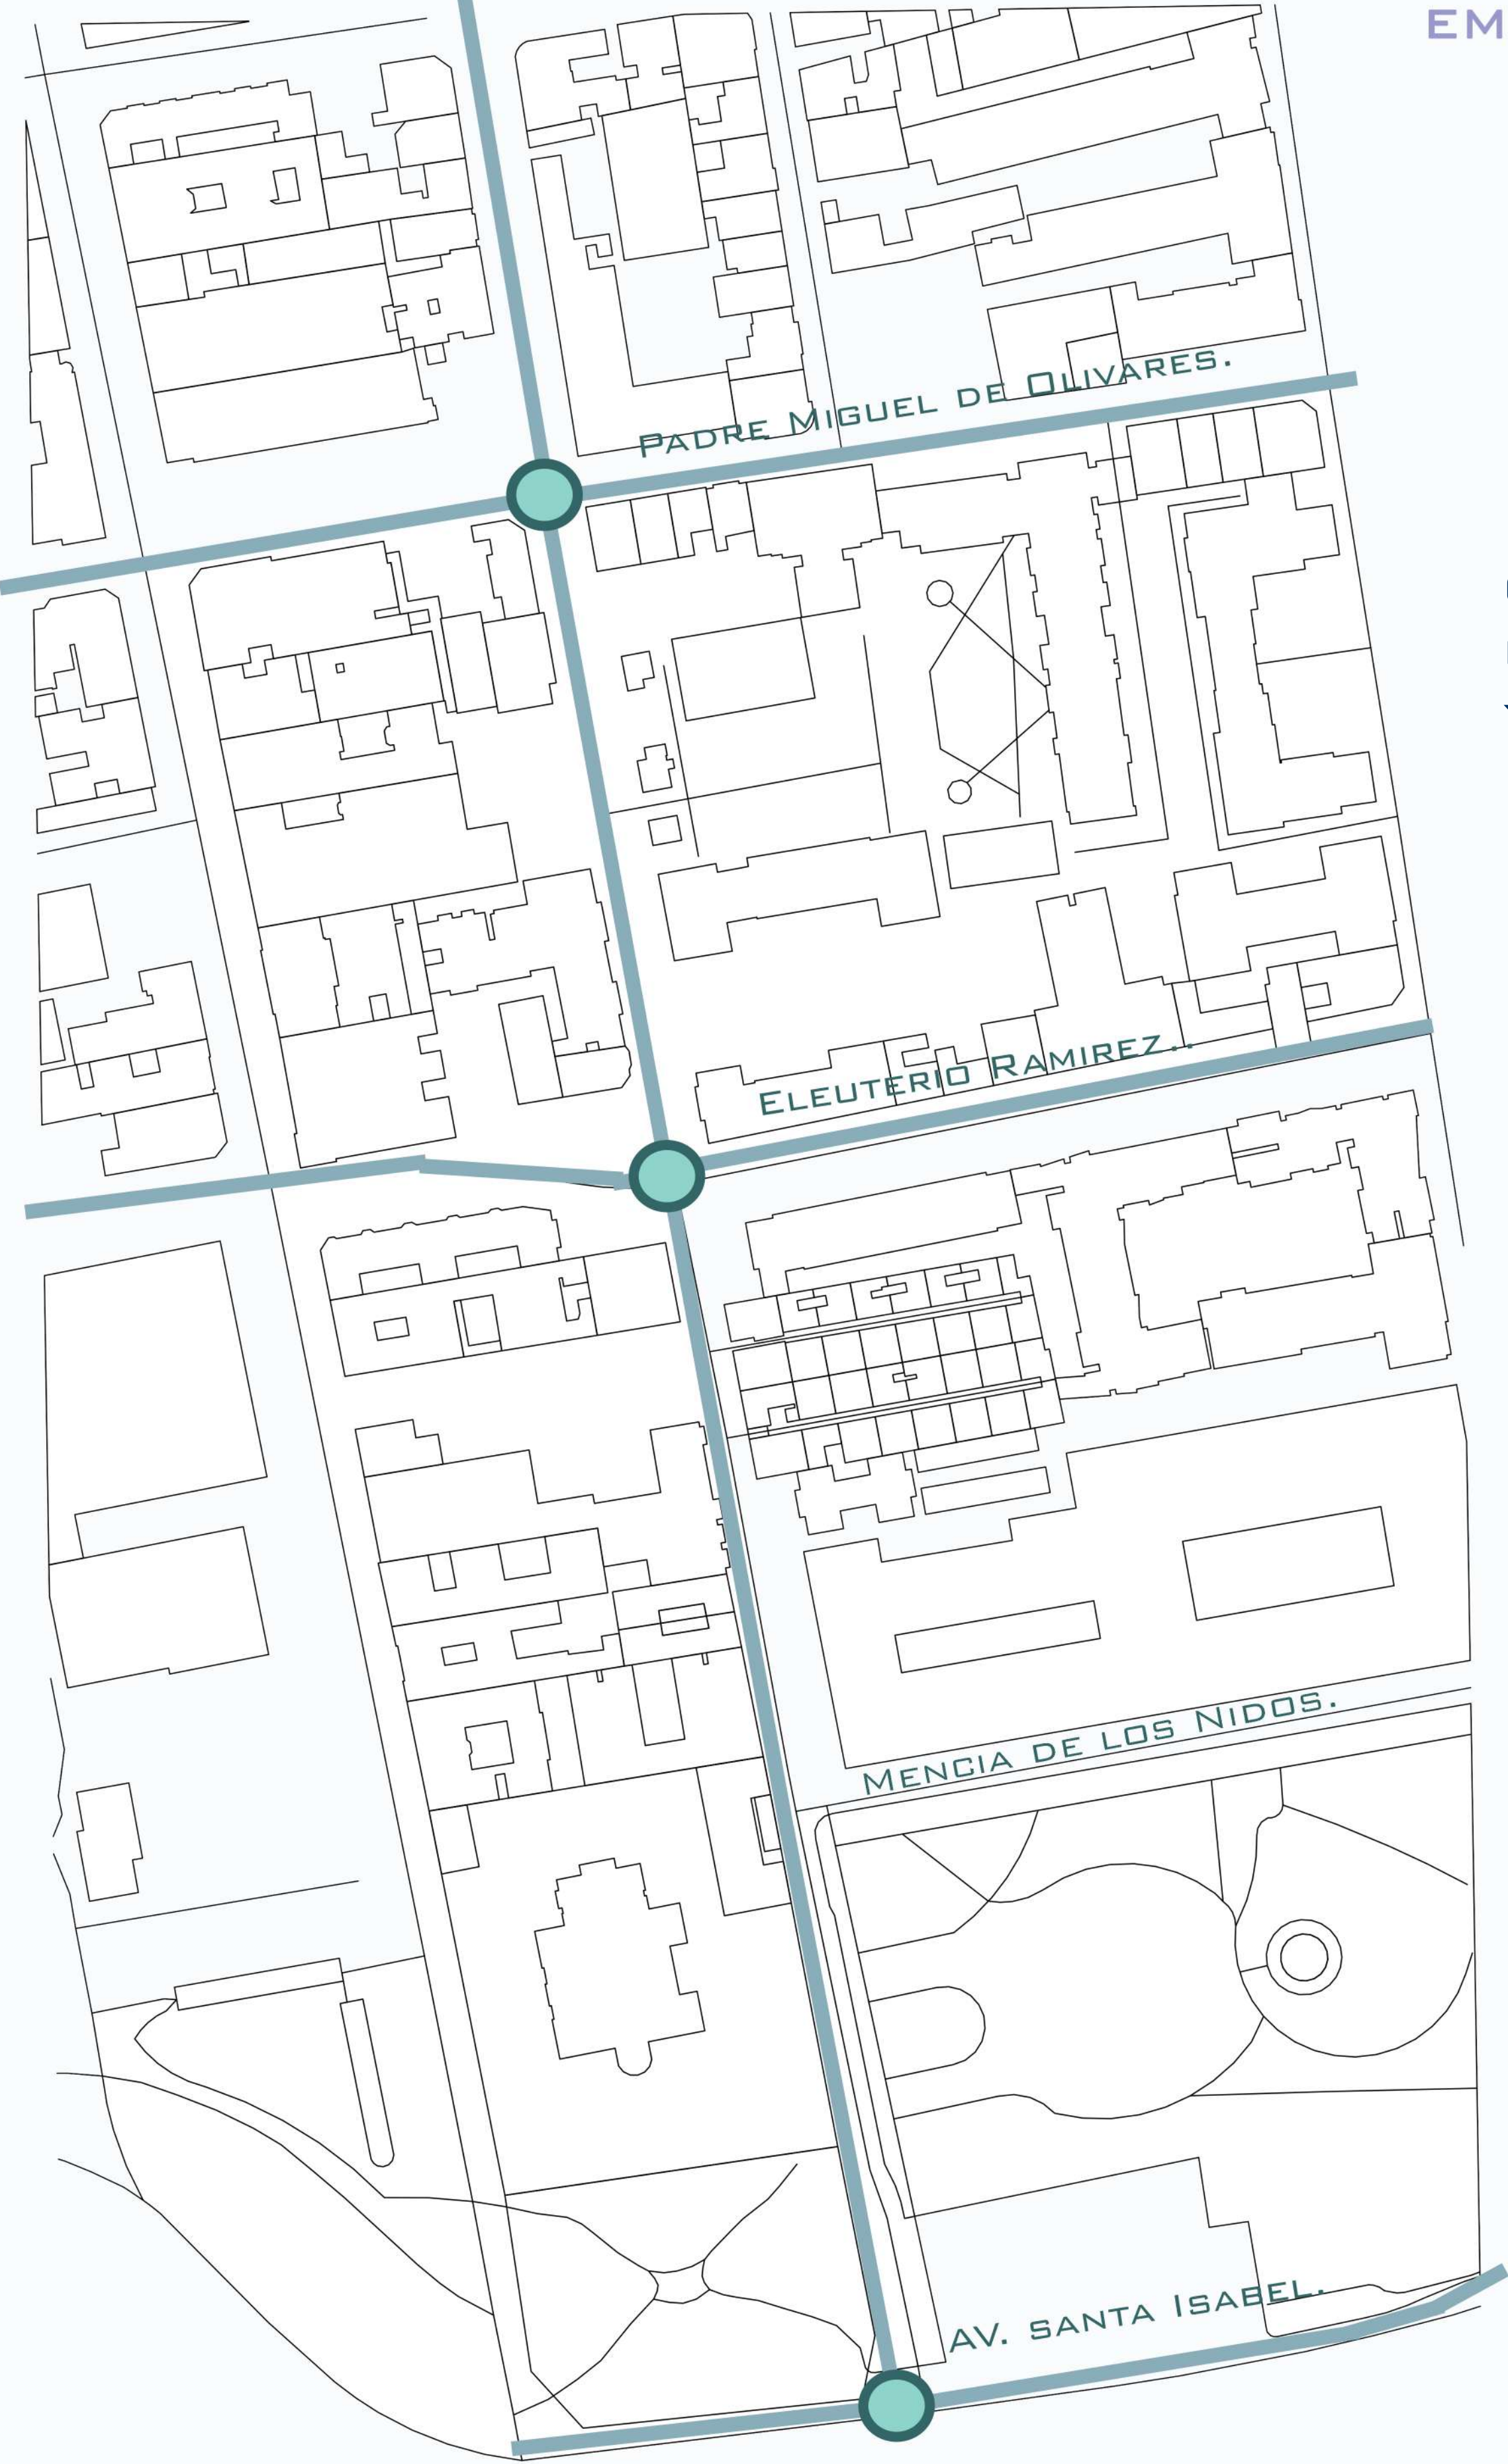 EM
PADRE MIGUEL DE OLIVARES.
ELEUTERIO RAMIREZ..
MENCIA DE LOS NIDOS.
AV. SANTA ISABEL.